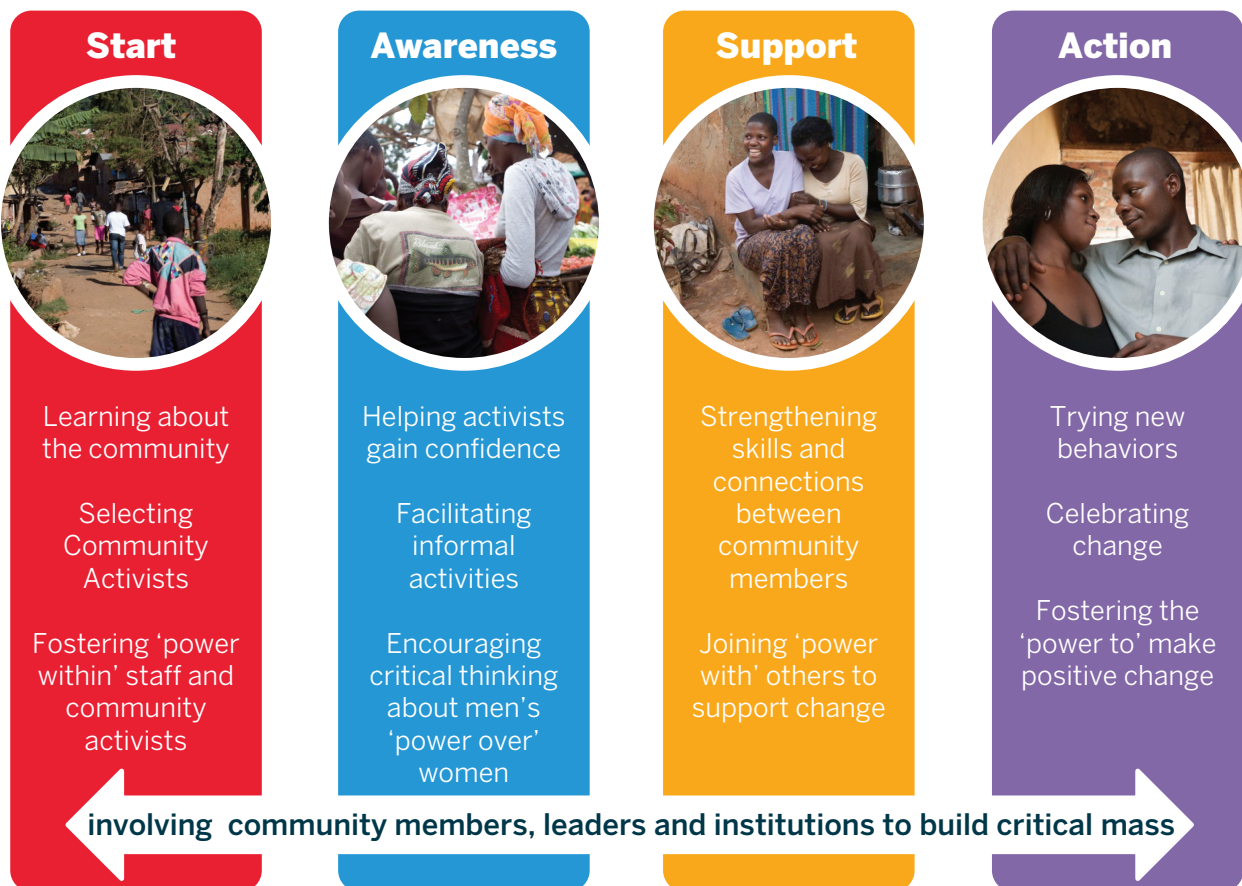 Start
Learning about
the community
Selecting
Community
Activists
Fostering ‘power
within’ staff and
community
activists
Awareness
Helping activists
gain confidence
Facilitating
informal
activities
Encouraging
critical thinking
about men’s
‘power over’
women
Support
Strengthening
skills and
connections
between
community
members
Joining ‘power
with’ others to
support change
Action
Trying new
behaviors
Celebrating
change
Fostering the
‘power to’ make
positive change
involving community members, leaders and institutions to build critical mass